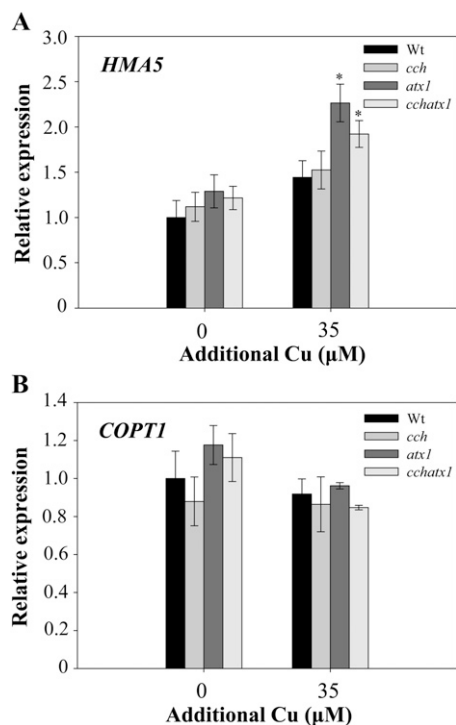 A
HMA5
Wt
cch
atx1
cchatx1
Relative expression
3.0
2.5
2.0
1.5
1.0
0.5
0
* *
0 35
Additional Cu (µM)
B
COPT1
Wt
cch
atx1
cchatx1
Relative expression
1.4
1.2
1.0
0.8
0.6
0.4
0.2
0
0 35
Additional Cu (µM)